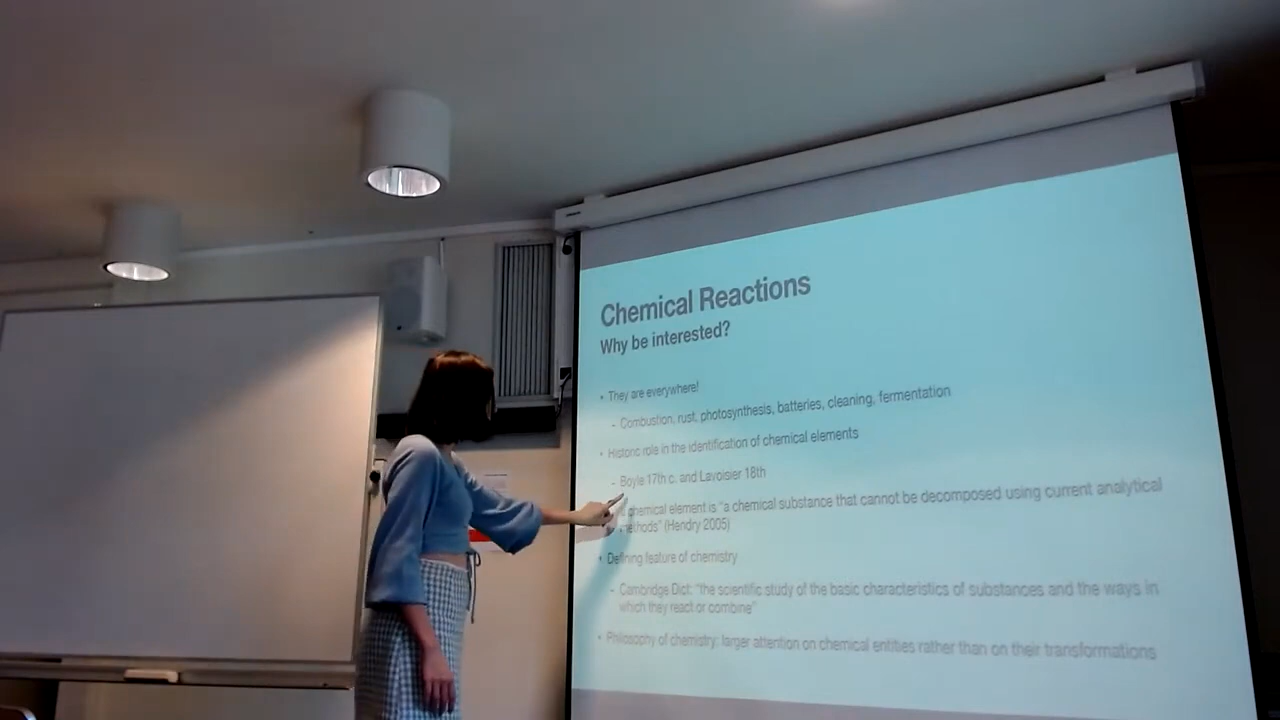 Chemical Reactions
Why be interested?
• They are everywhere!
- Combustion, rust, photosynthesis, batteries, cleaning, fermentation
• Historic role in the identification of chemical elements
- Boyle 17th c. and Lavoisier 18th
chemical element is "a chemical substance that cannot be decomposed using current analytical
methods" (Hendry 2005)
• Defining feature of chemistry
- Cambridge Dict: "the scientific study of the basic characteristics of substances and the ways in
which they react or combine"
• Philosophy of chemistry: larger attention on chemical entities rather than on their transformations